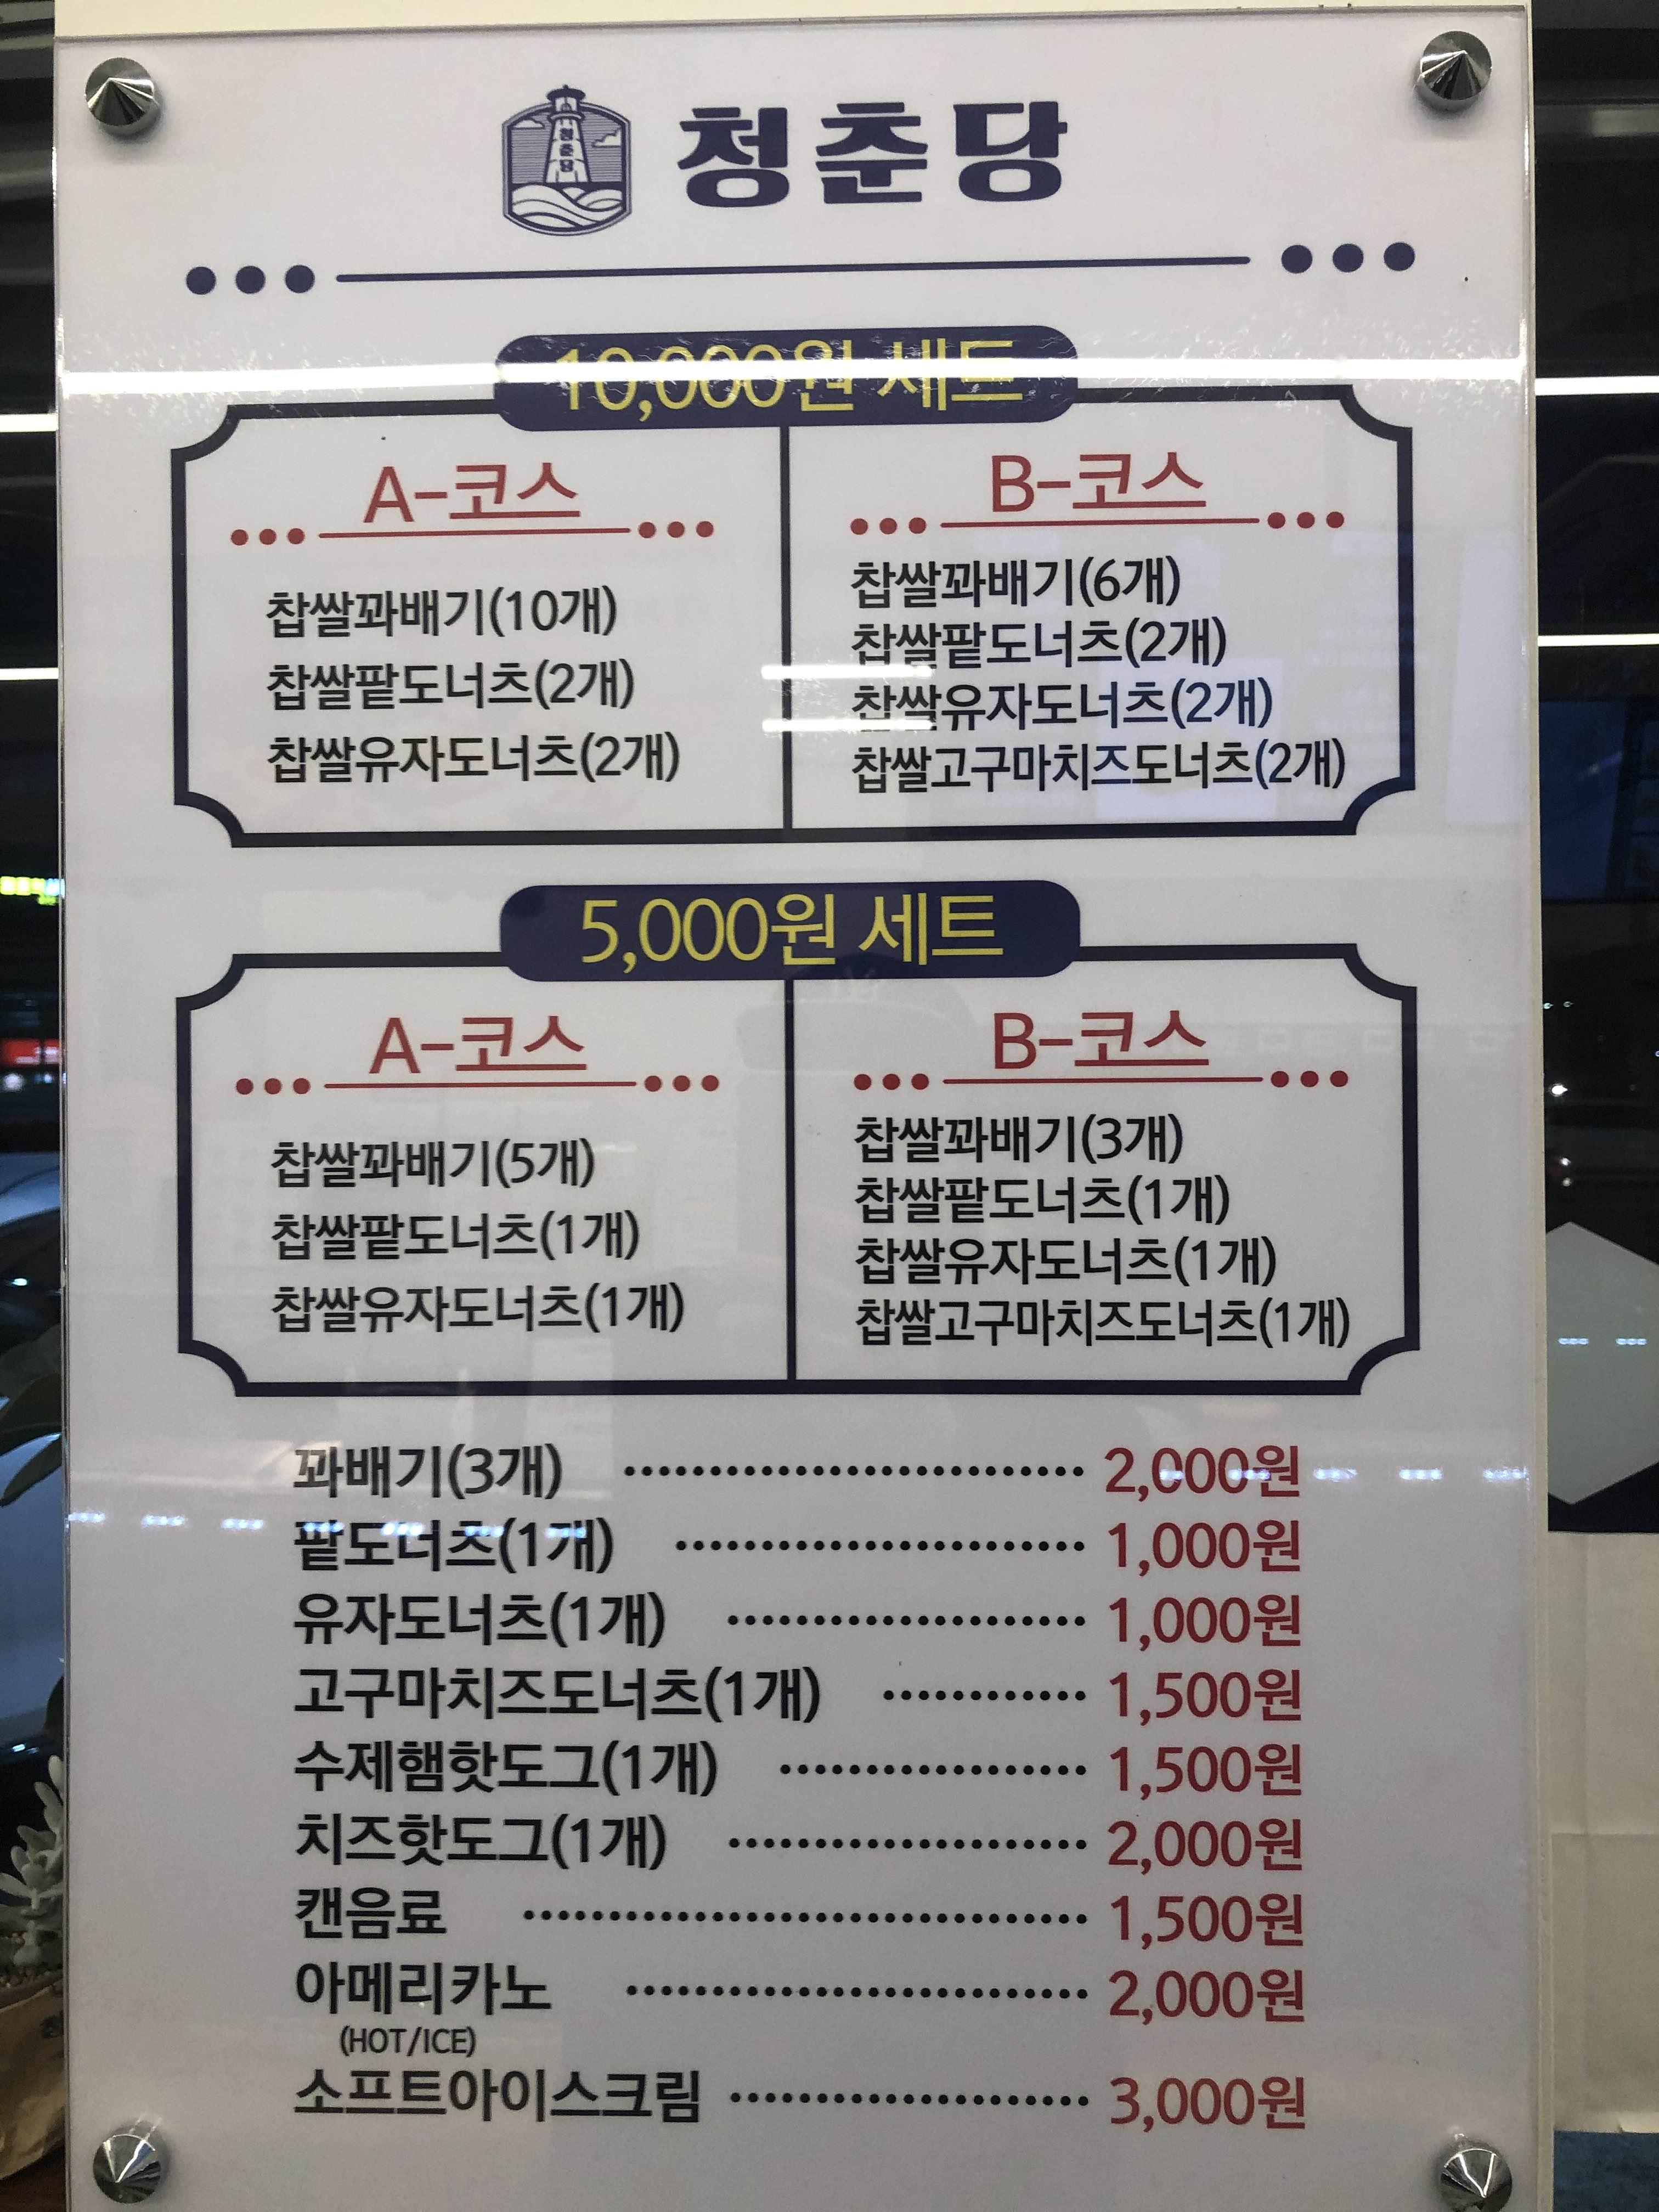 청춘당
청춘당
10,000원 세트
A-코스
찹쌀꽈배기(10개)
찹쌀팥도너츠(2개)
찹쌀유자도너츠(2개)
B-코스
찹쌀꽈배기(6개)
찹쌀팥도너츠(2개)
찹쌀유자도너츠(2개)
찹쌀고구마치즈도너츠(2개)
5,000원 세트
A-코스
찹쌀꽈배기(5개)
찹쌀팥도너츠(1개)
찹쌀유자도너츠(1개)
B-코스
찹쌀꽈배기(3개)
찹쌀팥도너츠(1개)
찹쌀유자도너츠(1개)
찹쌀고구마치즈도너츠(1개)
꽈배기(3개) 2,000원
팥도너츠(1개) 1,000원
유자도너츠(1개) 1,000원
고구마치즈도너츠(1개) 1,500원
수제햄핫도그(1개) 1,500원
치즈핫도그(1개) 2,000원
캔음료 1,500원
아메리카노 2,000원
(HOT/ICE)
소프트아이스크림 3,000원